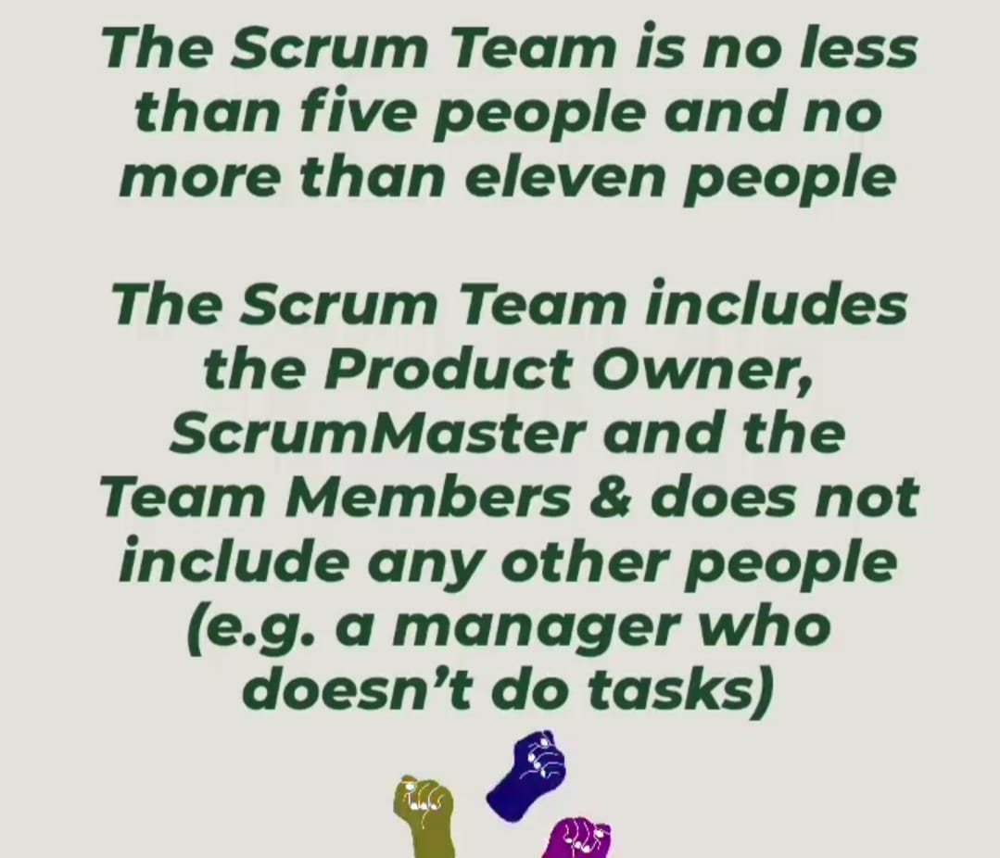 The Scrum Team is no less
than five people and no
more than eleven people
The Scrum Team includes
the Product Owner,
ScrumMaster and the
Team Members & does not
include any other people
(e.g. a manager who
doesn’t do tasks)